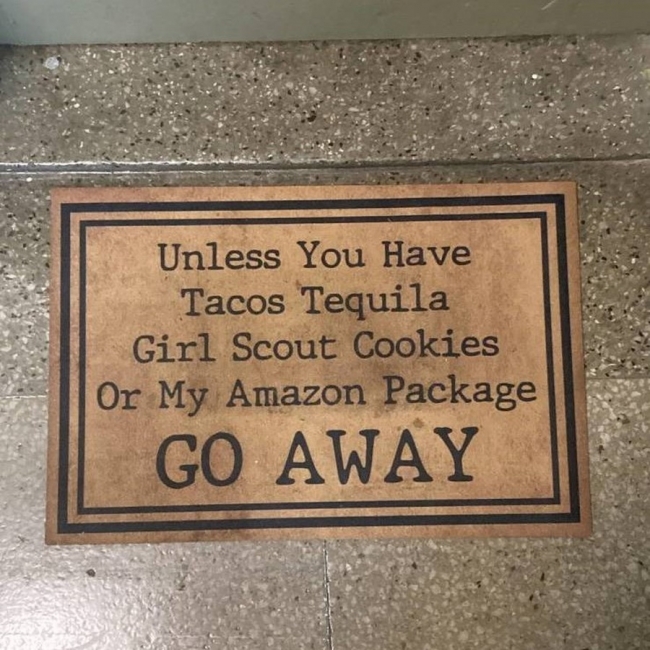 Unless You Have
Tacos Tequila
Girl Scout Cookies
Or My Amazon Package
GO AWAY